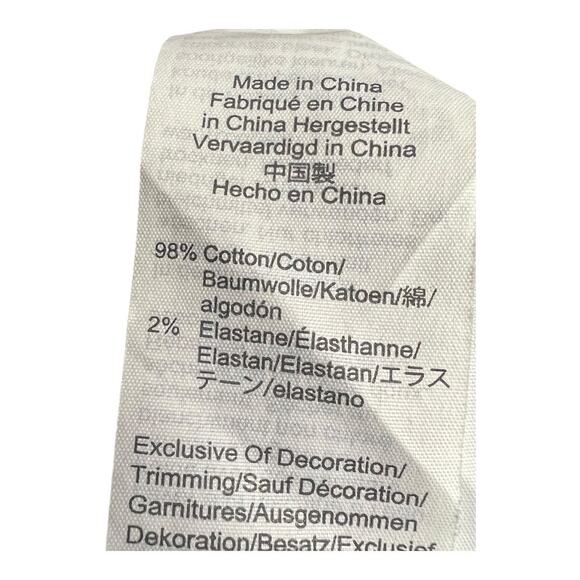 Made in China
Fabriqué en Chine
in China Hergestellt
Vervaardigd in China
中国製
Hecho en China
98% Cotton/Coton/
Baumwolle/Katoen/綿/
algodón
2% Elastane/Élasthanne/
Elastan/Elastaan/エラス
テーン/elastano
Exclusive Of Decoration/
Trimming/Sauf Décoration/
Garnitures/Ausgenommen
Dekoration/Besatz/Exclusief